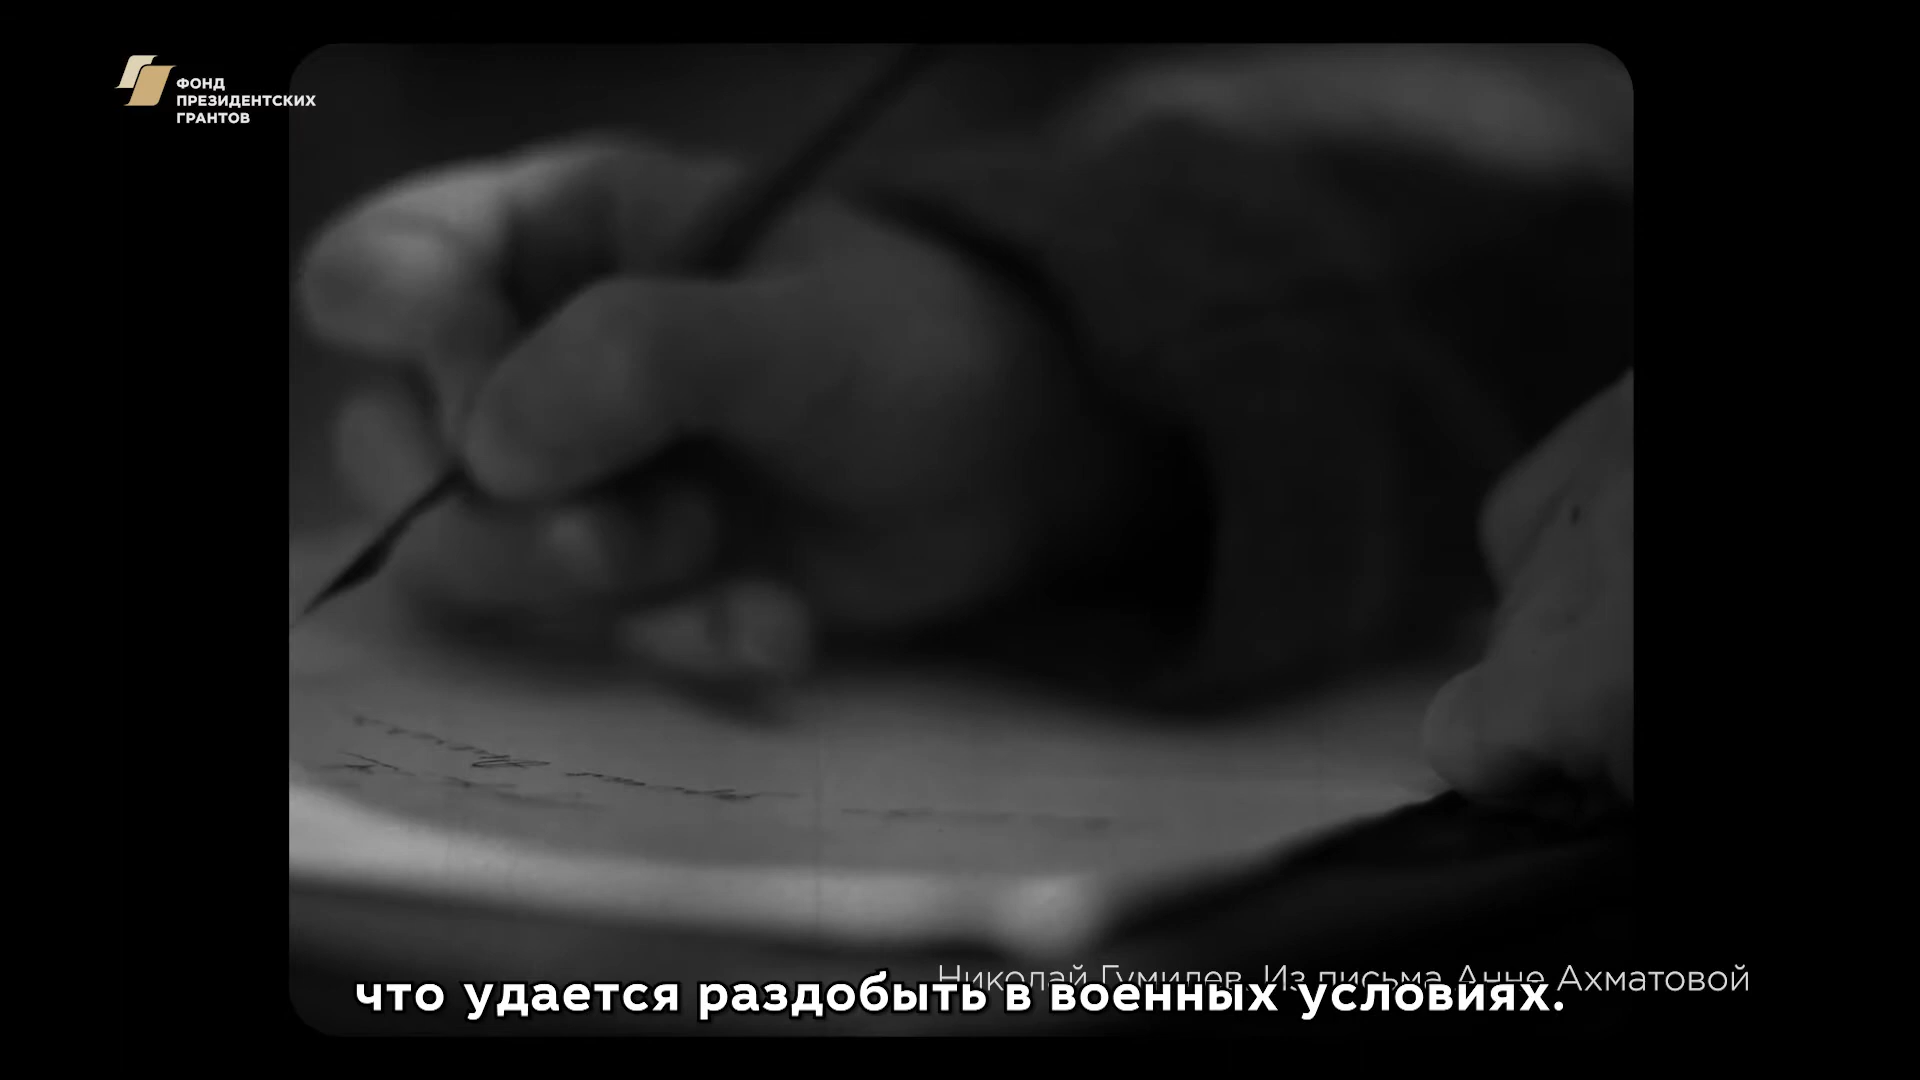 ФОНД
ПРЕЗИДЕНТСКИХ
ГРАНТОВ
Николай Гумилев. Из письма Анне Ахматовой
что удается раздобыть в военных условиях.